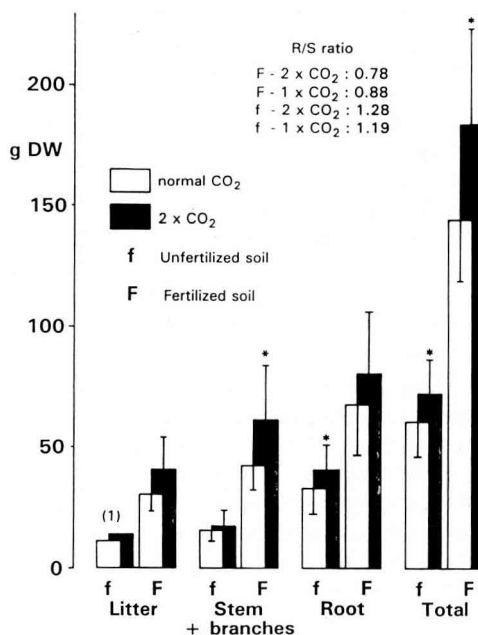 R/S ratio
F - 2 x CO₂ : 0.78
F - 1 x CO₂ : 0.88
f - 2 x CO₂ : 1.28
f - 1 x CO₂ : 1.19
200
g DW
normal CO₂
2 x CO₂
150
f Unfertilized soil
F Fertilized soil
100
50
0
(1)
*
*
*
*
f F f F f F f F
Litter Stem Root Total
+ branches